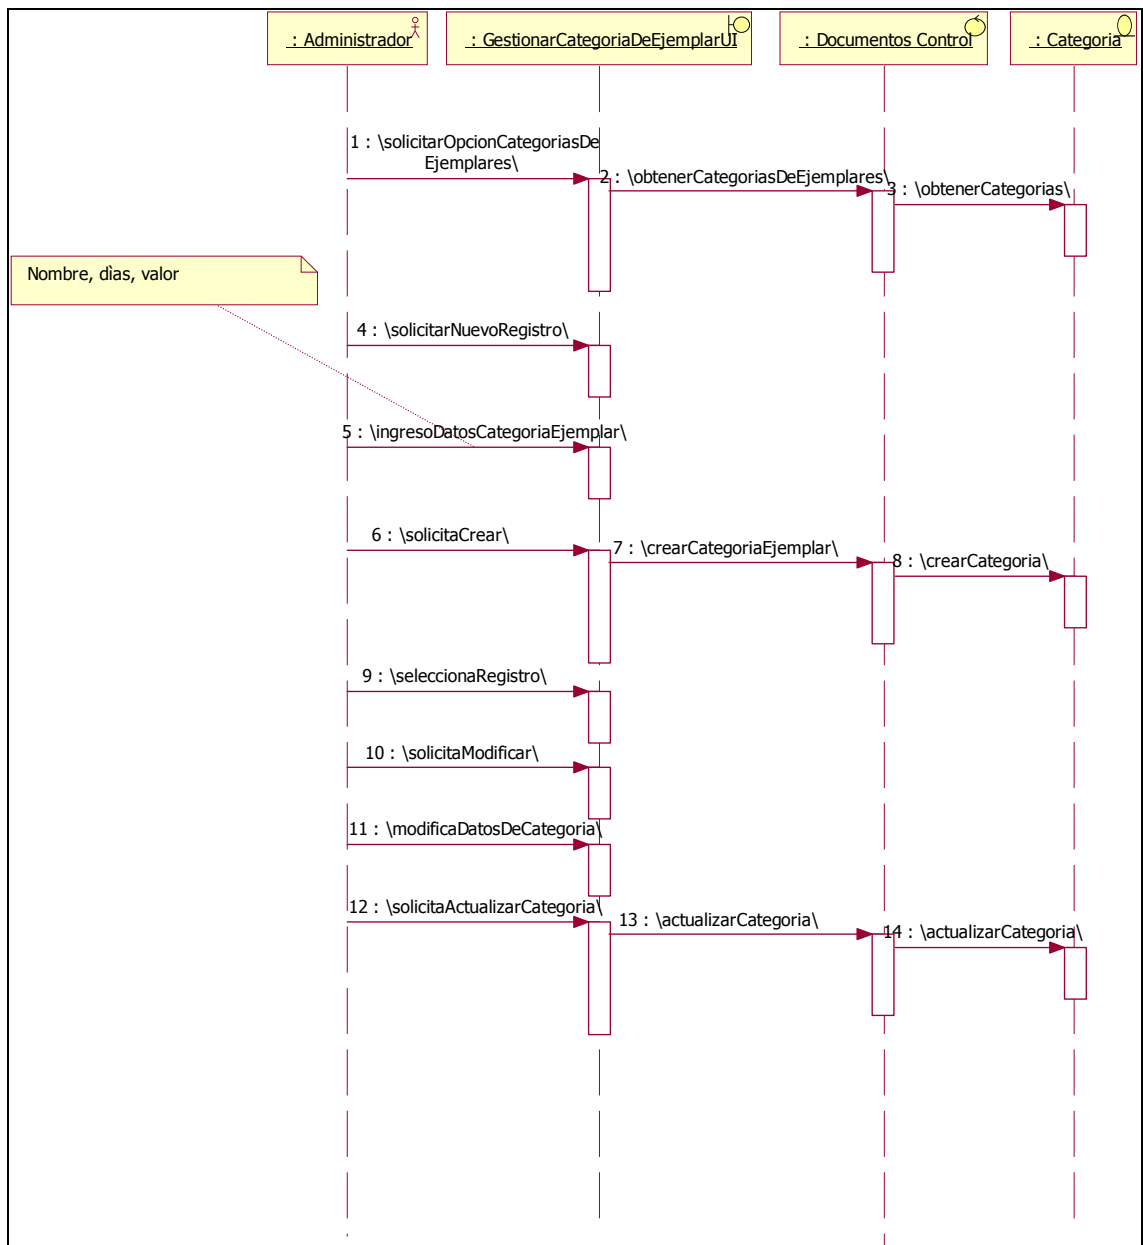 : Administrador
: GestionarCategoriaDeEjemplarUI
: Documentos Control
: Categoria
1 : \solicitarOpcionCategoriasDe
Ejemplares\
2 : \obtenerCategoriasDeEjemplares\
3 : \obtenerCategorias\
Nombre, dìas, valor
4 : \solicitarNuevoRegistro\
5 : \ingresoDatosCategoriaEjemplar\
6 : \solicitaCrear\
7 : \crearCategoriaEjemplar\
8 : \crearCategoria\
9 : \seleccionaRegistro\
10 : \solicitaModificar\
11 : \modificaDatosDeCategoria\
12 : \solicitaActualizarCategoria\
13 : \actualizarCategoria\
14 : \actualizarCategoria\